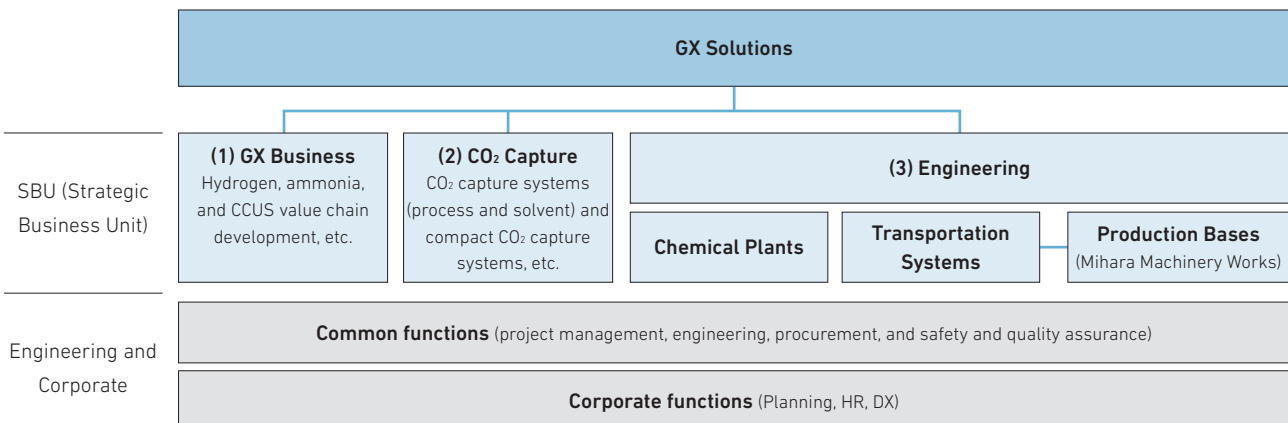 GX Solutions
SBU (Strategic
Business Unit)
(1) GX Business
Hydrogen, ammonia,
and CCUS value chain
development, etc.
(2) CO₂ Capture
CO₂ capture systems
(process and solvent) and
compact CO₂ capture
systems, etc.
(3) Engineering
Chemical Plants
Transportation
Systems
Production Bases
(Mihara Machinery Works)
Engineering and
Corporate
Common functions (project management, engineering, procurement, and safety and quality assurance)
Corporate functions (Planning, HR, DX)